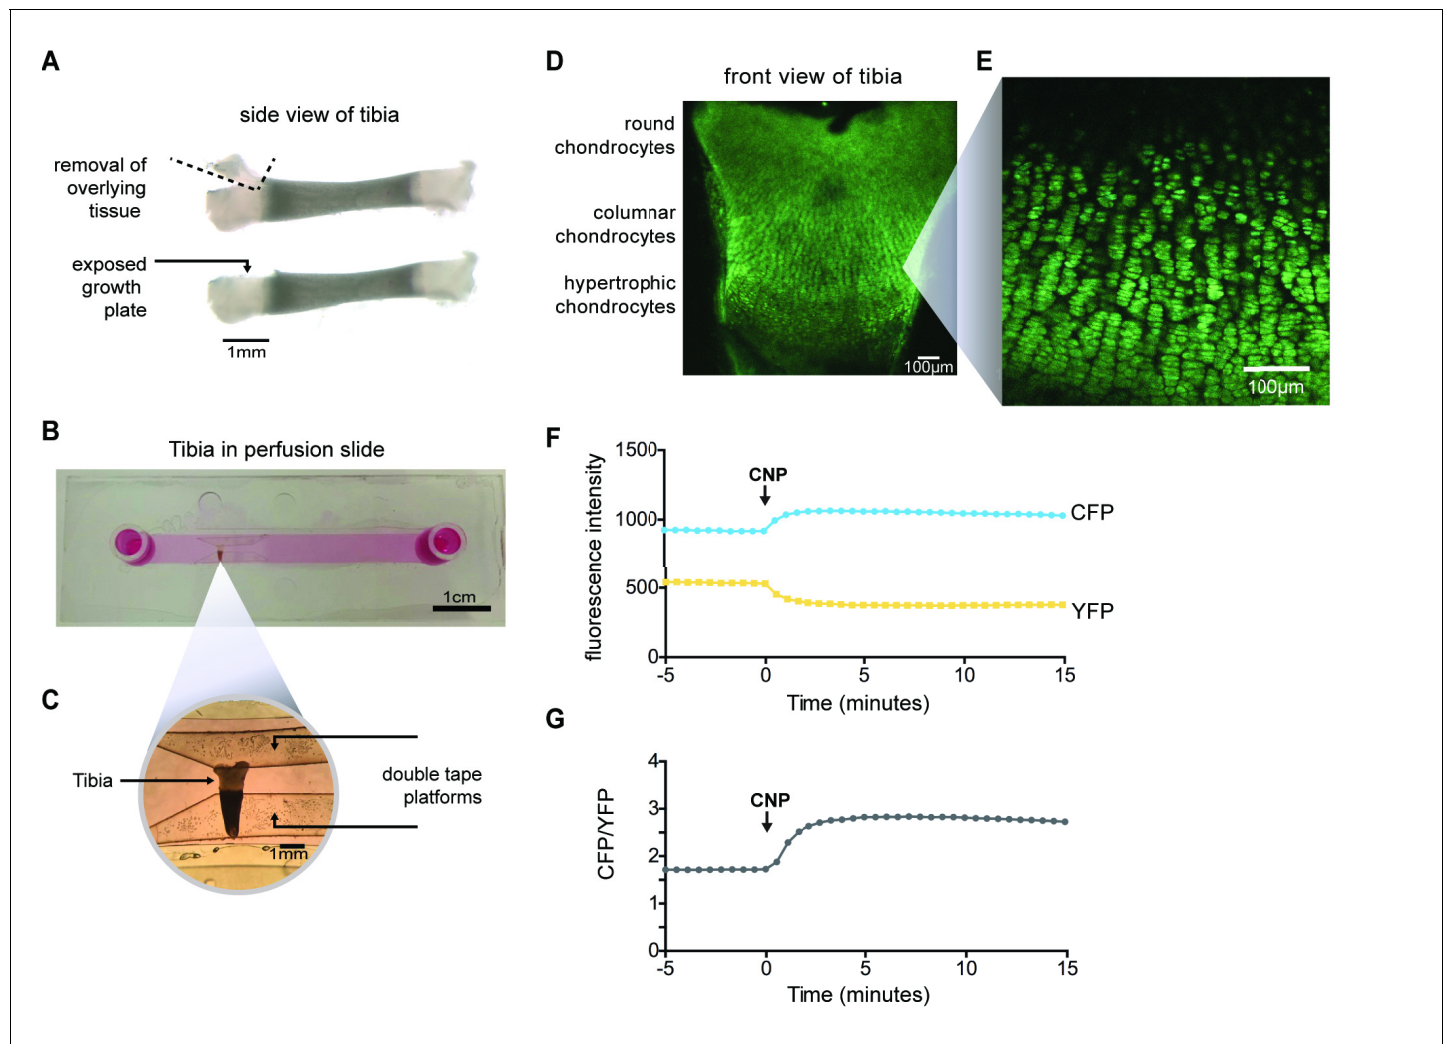 A
side view of tibia
removal of
overlying
tissue
exposed
growth
plate
1mm
B
Tibia in perfusion slide
1cm
C
Tibia
double tape
platforms
1mm
D
front view of tibia
round
chondrocytes
columnar
chondrocytes
hypertrophic
chondrocytes
100µm
E
100µm
F
fluorescence intensity
1500
1000
500
0
CNP
CFP
YFP
-5 0 5 10 15
Time (minutes)
G
CFP/YFP
4
3
2
1
0
CNP
-5 0 5 10 15
Time (minutes)